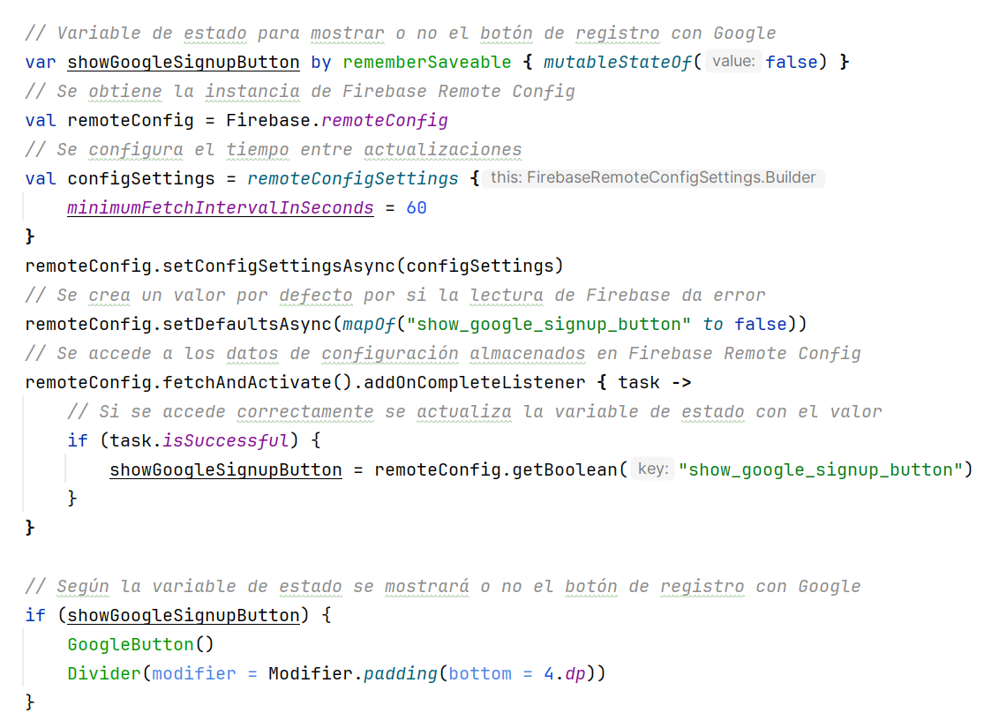 // Variable de estado para mostrar o no el botón de registro con Google
var showGoogleSignupButton by rememberSaveable { mutableStateOf( value: false) }
// Se obtiene la instancia de Firebase Remote Config
val remoteConfig = Firebase.remoteConfig
// Se configura el tiempo entre actualizaciones
val configSettings = remoteConfigSettings { this: FirebaseRemoteConfigSettings.Builder
    minimumFetchIntervalInSeconds = 60
}
remoteConfig.setConfigSettingsAsync(configSettings)
// Se crea un valor por defecto por si la lectura de Firebase da error
remoteConfig.setDefaultsAsync(mapOf("show_google_signup_button" to false))
// Se accede a los datos de configuración almacenados en Firebase Remote Config
remoteConfig.fetchAndActivate().addOnCompleteListener { task ->
    // Si se accede correctamente se actualiza la variable de estado con el valor
    if (task.isSuccessful) {
        showGoogleSignupButton = remoteConfig.getBoolean( key: "show_google_signup_button")
    }
}

// Según la variable de estado se mostrará o no el botón de registro con Google
if (showGoogleSignupButton) {
    GoogleButton()
    Divider(modifier = Modifier.padding(bottom = 4.dp))
}